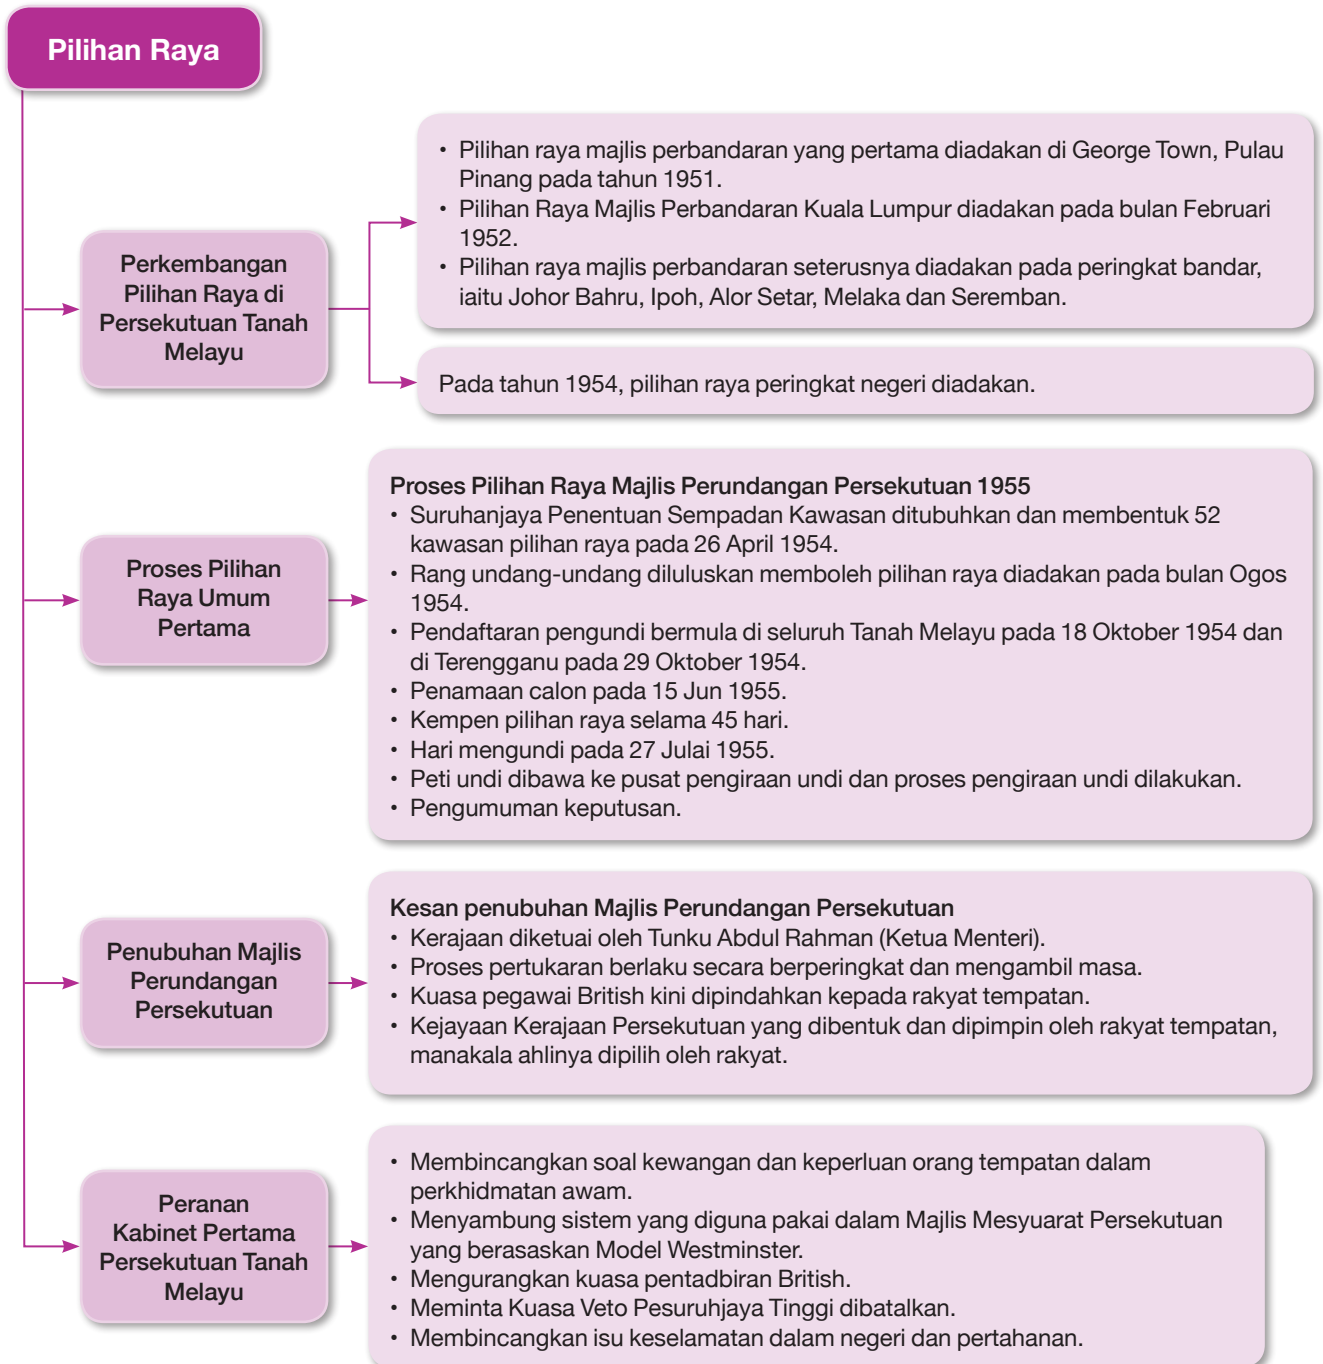 Pilihan Raya
Perkembangan
Pilihan Raya di
Persekutuan Tanah
Melayu
• Pilihan raya majlis perbandaran yang pertama diadakan di George Town, Pulau
Pinang pada tahun 1951.
• Pilihan Raya Majlis Perbandaran Kuala Lumpur diadakan pada bulan Februari
1952.
• Pilihan raya majlis perbandaran seterusnya diadakan pada peringkat bandar,
iaitu Johor Bahru, Ipoh, Alor Setar, Melaka dan Seremban.
Pada tahun 1954, pilihan raya peringkat negeri diadakan.
Proses Pilihan
Raya Umum
Pertama
Proses Pilihan Raya Majlis Perundangan Persekutuan 1955
• Suruhanjaya Penentuan Sempadan Kawasan ditubuhkan dan membentuk 52
kawasan pilihan raya pada 26 April 1954.
• Rang undang-undang diluluskan memboleh pilihan raya diadakan pada bulan Ogos
1954.
• Pendaftaran pengundi bermula di seluruh Tanah Melayu pada 18 Oktober 1954 dan
di Terengganu pada 29 Oktober 1954.
• Penamaan calon pada 15 Jun 1955.
• Kempen pilihan raya selama 45 hari.
• Hari mengundi pada 27 Julai 1955.
• Peti undi dibawa ke pusat pengiraan undi dan proses pengiraan undi dilakukan.
• Pengumuman keputusan.
Penubuhan Majlis
Perundangan
Persekutuan
Kesan penubuhan Majlis Perundangan Persekutuan
• Kerajaan diketuai oleh Tunku Abdul Rahman (Ketua Menteri).
• Proses pertukaran berlaku secara berperingkat dan mengambil masa.
• Kuasa pegawai British kini dipindahkan kepada rakyat tempatan.
• Kejayaan Kerajaan Persekutuan yang dibentuk dan dipimpin oleh rakyat tempatan,
manakala ahlinya dipilih oleh rakyat.
Peranan
Kabinet Pertama
Persekutuan Tanah
Melayu
• Membincangkan soal kewangan dan keperluan orang tempatan dalam
perkhidmatan awam.
• Menyambung sistem yang diguna pakai dalam Majlis Mesyuarat Persekutuan
yang berasaskan Model Westminster.
• Mengurangkan kuasa pentadbiran British.
• Meminta Kuasa Veto Pesuruhjaya Tinggi dibatalkan.
• Membincangkan isu keselamatan dalam negeri dan pertahanan.